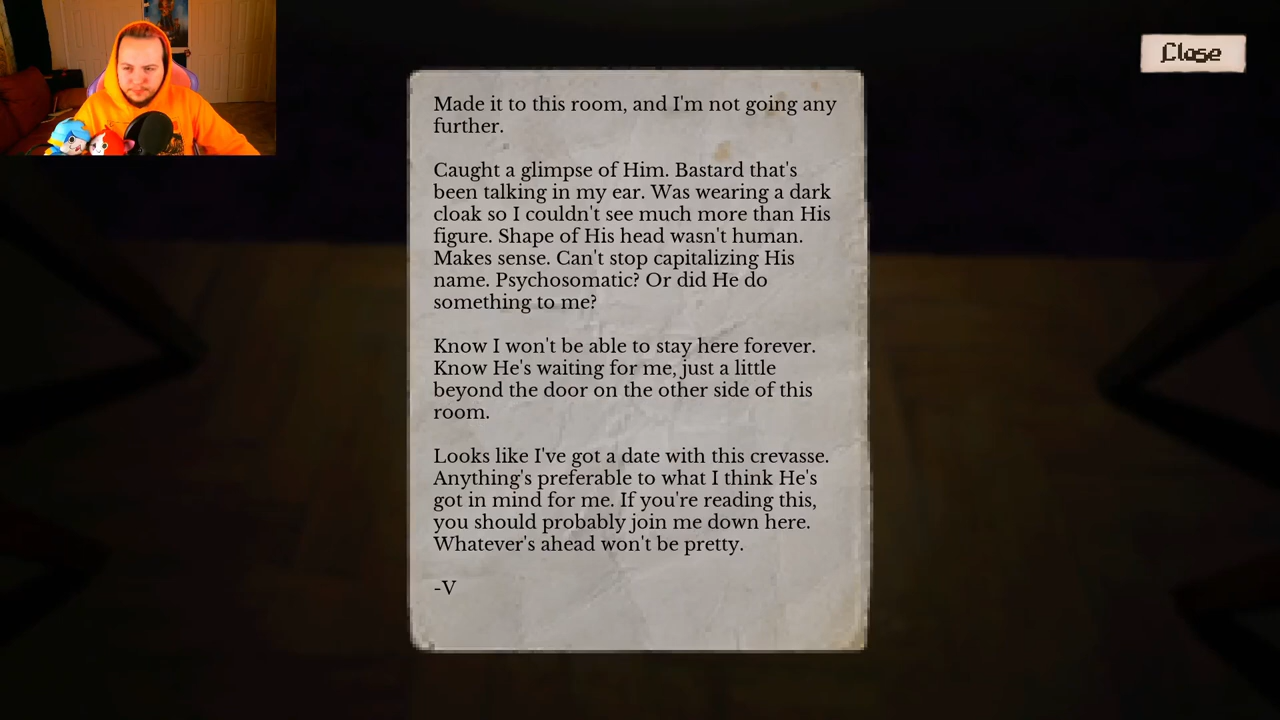 Close
Made it to this room, and I'm not going any
further.
Caught a glimpse of Him. Bastard that's
been talking in my ear. Was wearing a dark
cloak so I couldn't see much more than His
figure. Shape of His head wasn't human.
Makes sense. Can't stop capitalizing His
name. Psychosomatic? Or did He do
something to me?
Know I won't be able to stay here forever.
Know He's waiting for me, just a little
beyond the door on the other side of this
room.
Looks like I've got a date with this crevasse.
Anything's preferable to what I think He's
got in mind for me. If you're reading this,
you should probably join me down here.
Whatever's ahead won't be pretty.
-V